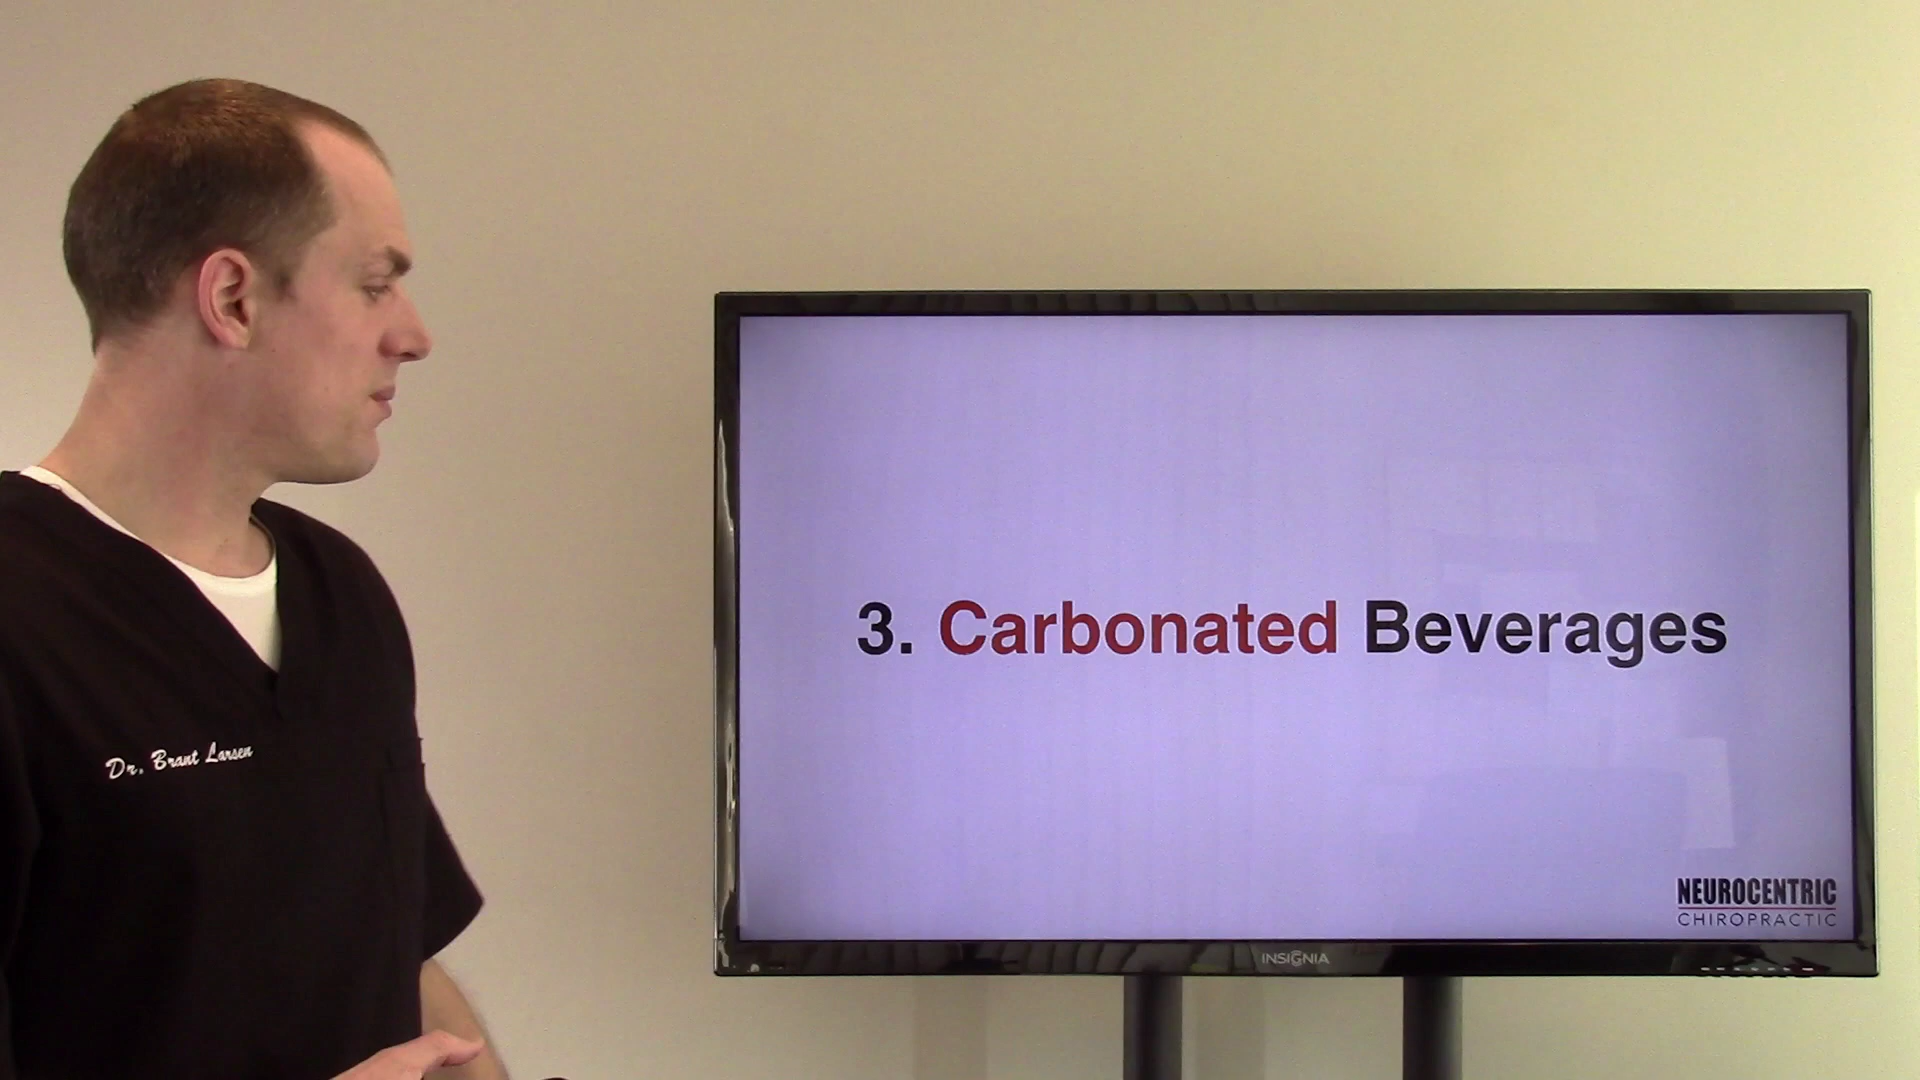 Dr. Brant Larsen
3. Carbonated Beverages
NEUROCENTRIC
CHIROPRACTIC
INSIGNIA